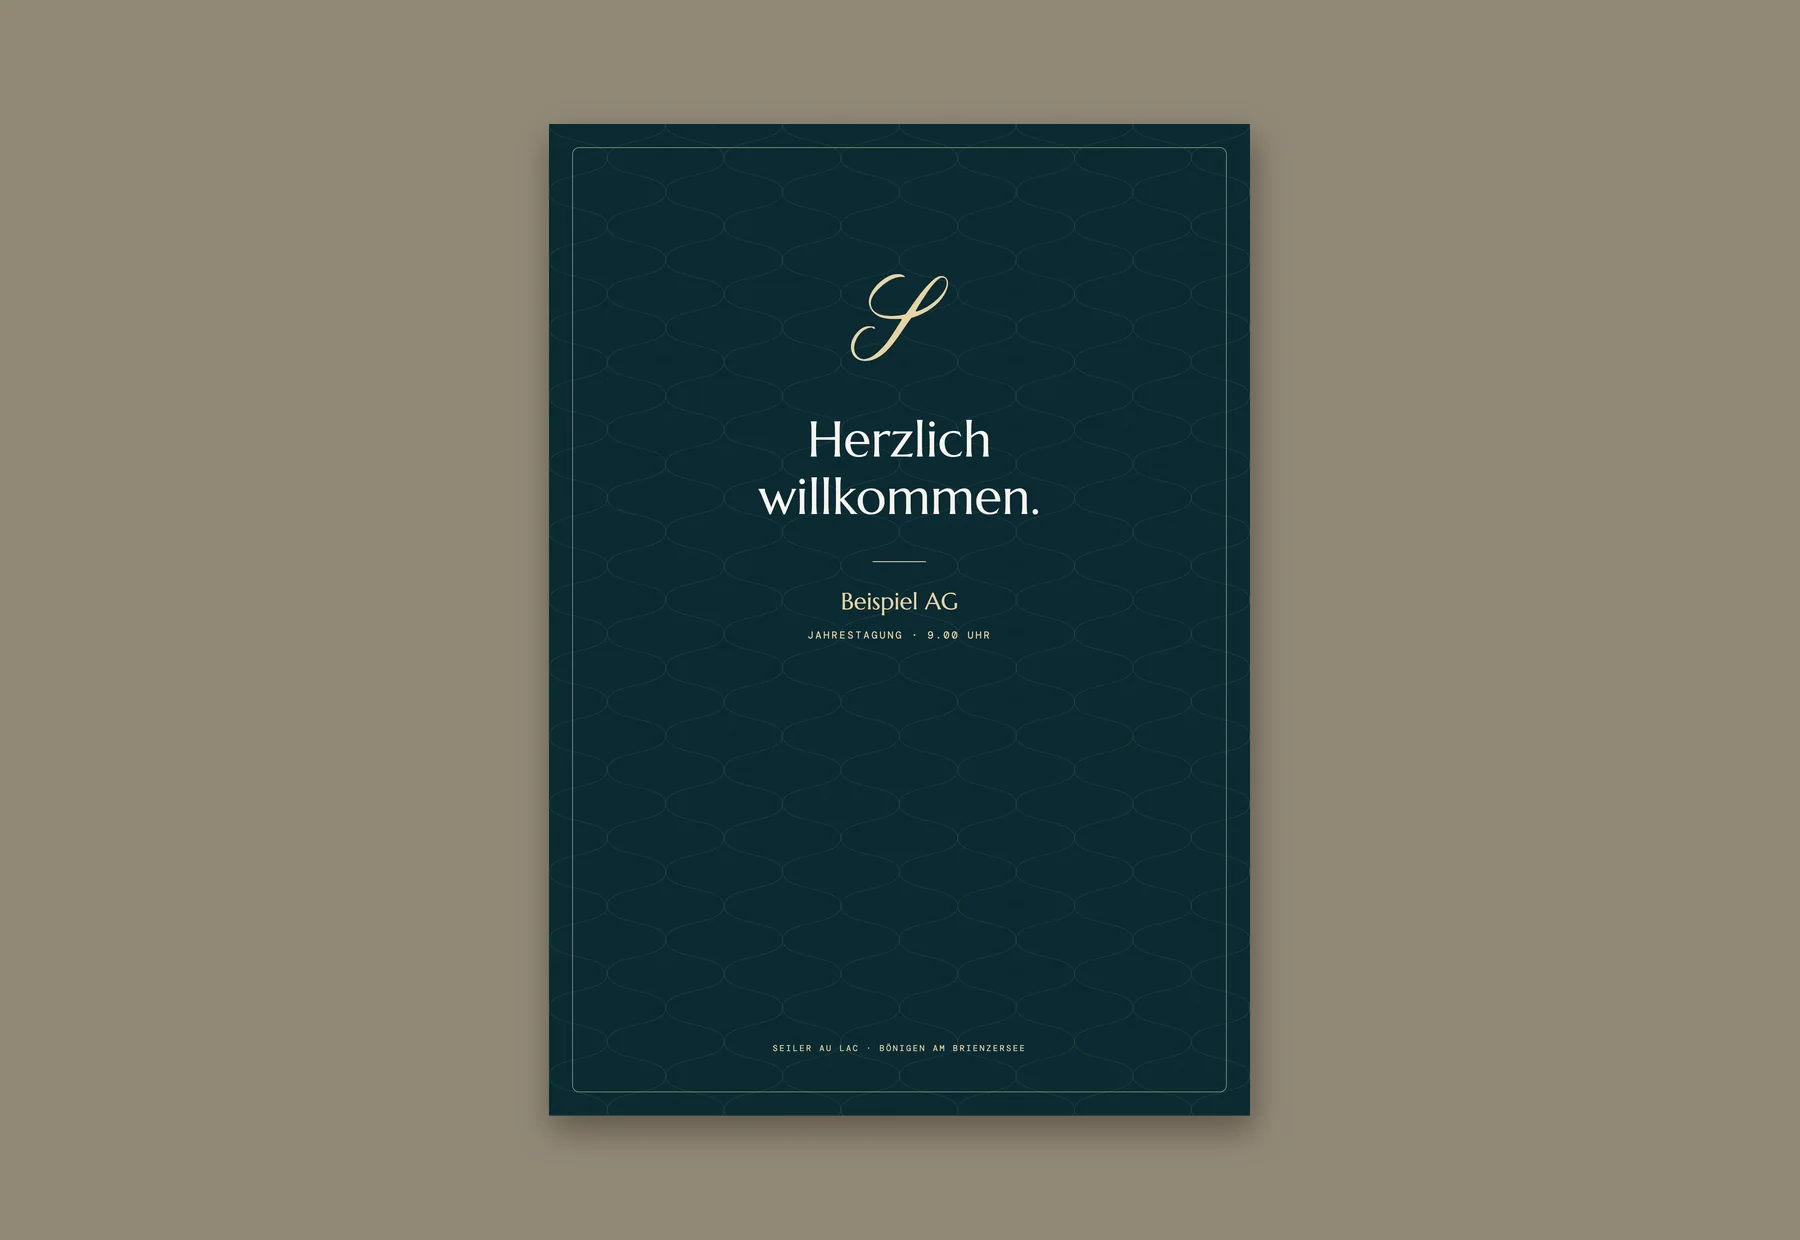 S
Herzlich
willkommen.
Beispiel AG
JAHRESTAGUNG · 9.00 UHR
SEILER AU LAC · BÖNIGEN AM BRIENZERSEE